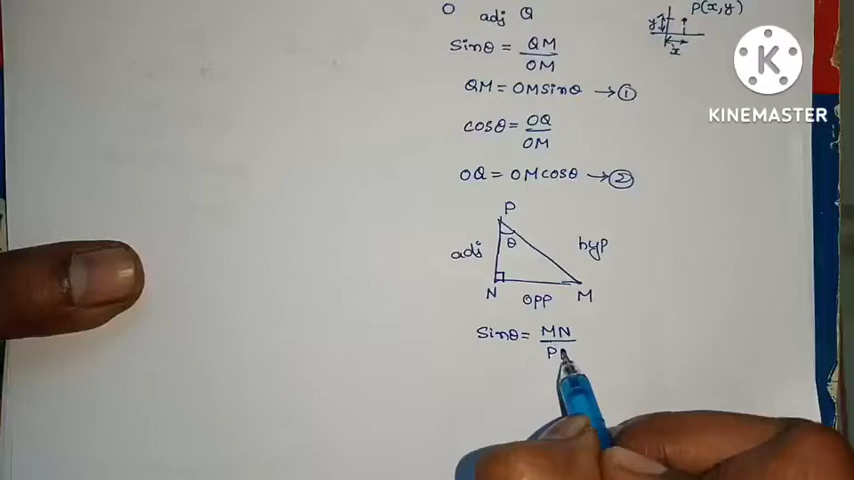 O adj Q
P(x,y)
y
x
sinθ = QM
OM
QM = OMsinθ → ①
cosθ = OQ
OM
OQ = OMcosθ → ②
P
θ
adj
hyp
N
opp
M
sinθ = MN
P
K
KINEMASTER